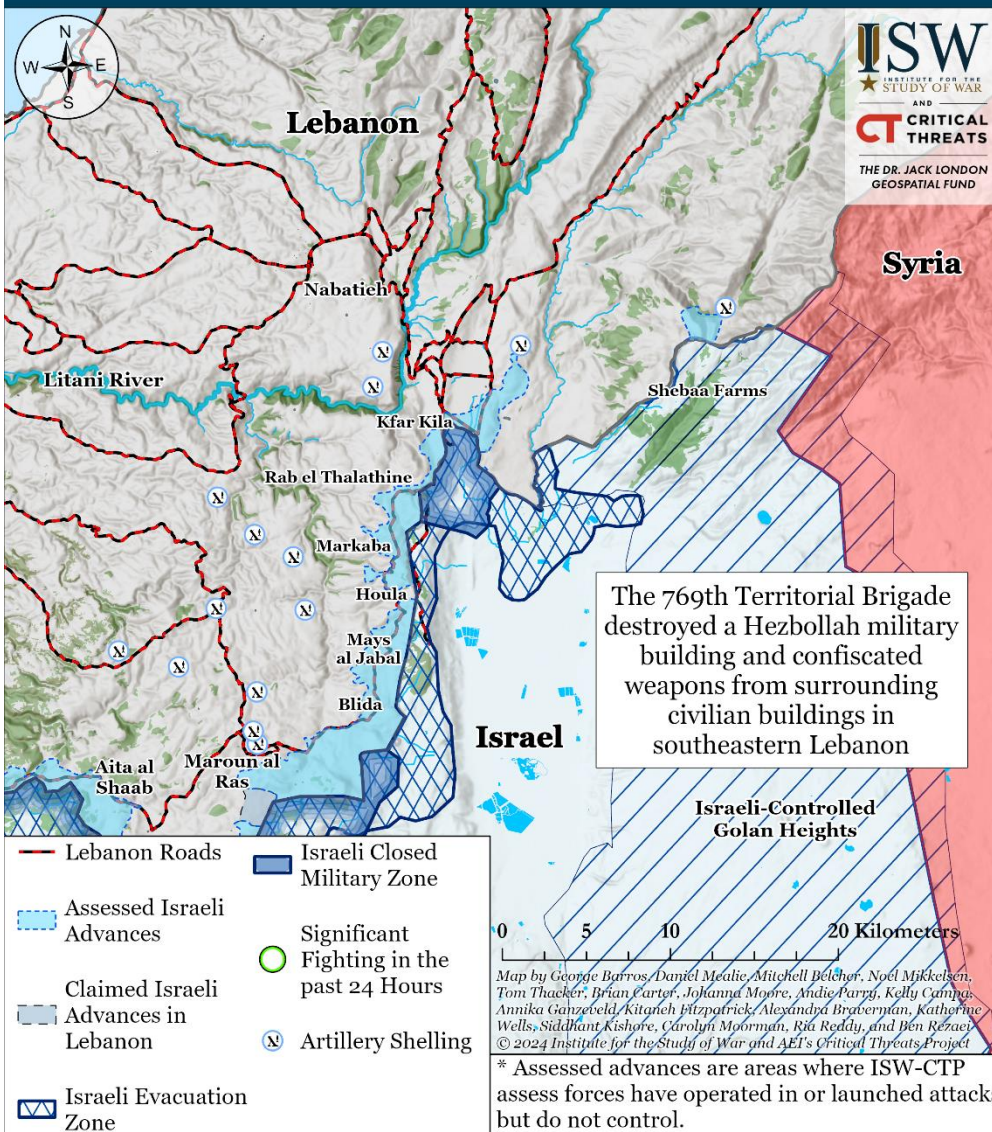 N
W
E
S
ISW
INSTITUTE FOR THE
STUDY OF WAR
AND
CT CRITICAL
THREATS
THE DR. JACK LONDON
GEOSPATIAL FUND
Lebanon
Syria
Nabatieh
Litani River
Shebaa Farms
Kfar Kila
Rab el Thalathine
Markaba
Houla
Mays
al Jabal
Blida
Israel
Aita al
Shaab
Maroun al
Ras
The 769th Territorial Brigade
destroyed a Hezbollah military
building and confiscated
weapons from surrounding
civilian buildings in
southeastern Lebanon
Israeli-Controlled
Golan Heights
Lebanon Roads
Assessed Israeli
Advances
Claimed Israeli
Advances in
Lebanon
Israeli Evacuation
Zone
Israeli Closed
Military Zone
Significant
Fighting in the
past 24 Hours
Artillery Shelling
0 5 10 20 Kilometers
Map by George Barros, Daniel Mealie, Mitchell Belcher, Noel Mikkelsen,
Tom Thacker, Brian Carter, Johanna Moore, Andie Parry, Kelly Campa,
Annika Ganzeveld, Kitaneh Fitzpatrick, Alexandra Braverman, Katherine
Wells, Siddhant Kishore, Carolyn Moorman, Ria Reddy, and Ben Rezaei
© 2024 Institute for the Study of War and AEI's Critical Threats Project
* Assessed advances are areas where ISW-CTP
assess forces have operated in or launched attacks
but do not control.